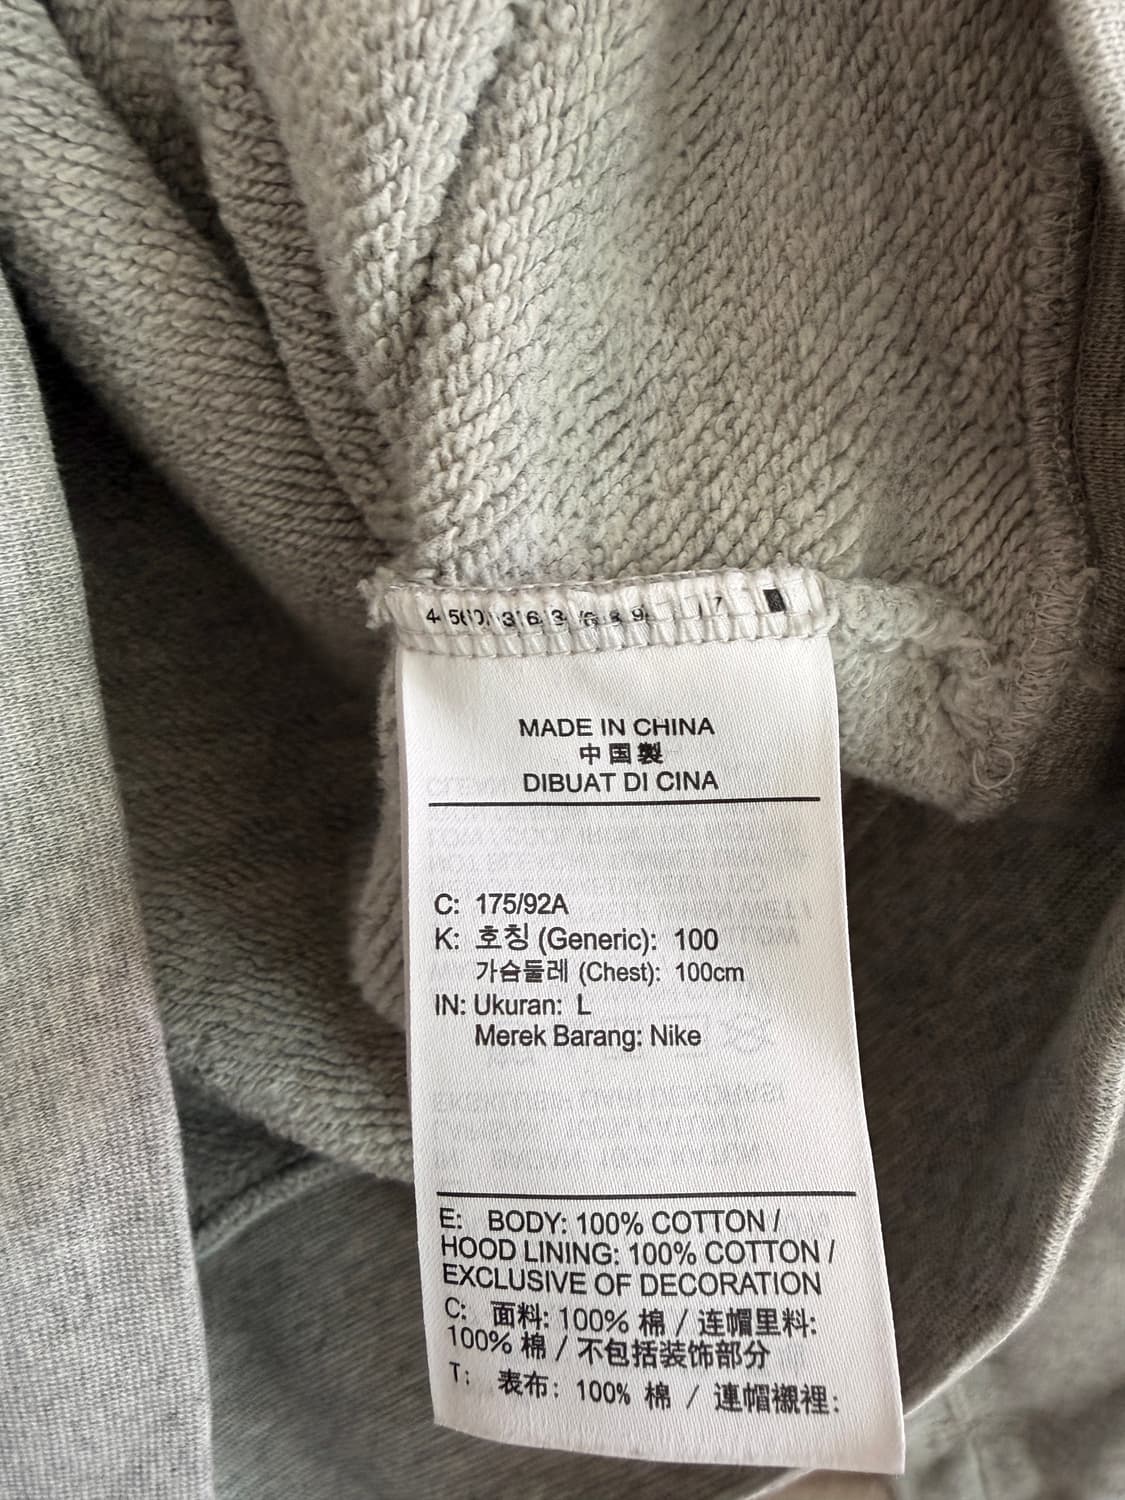 MADE IN CHINA
中国製
DIBUAT DI CINA
C: 175/92A
K: 호칭 (Generic): 100
가슴둘레 (Chest): 100cm
IN: Ukuran: L
Merek Barang: Nike
E: BODY: 100% COTTON /
HOOD LINING: 100% COTTON /
EXCLUSIVE OF DECORATION
C: 面料: 100% 棉 / 连帽里料:
100% 棉 / 不包括装饰部分
T: 表布: 100% 棉 / 連帽襯裡: